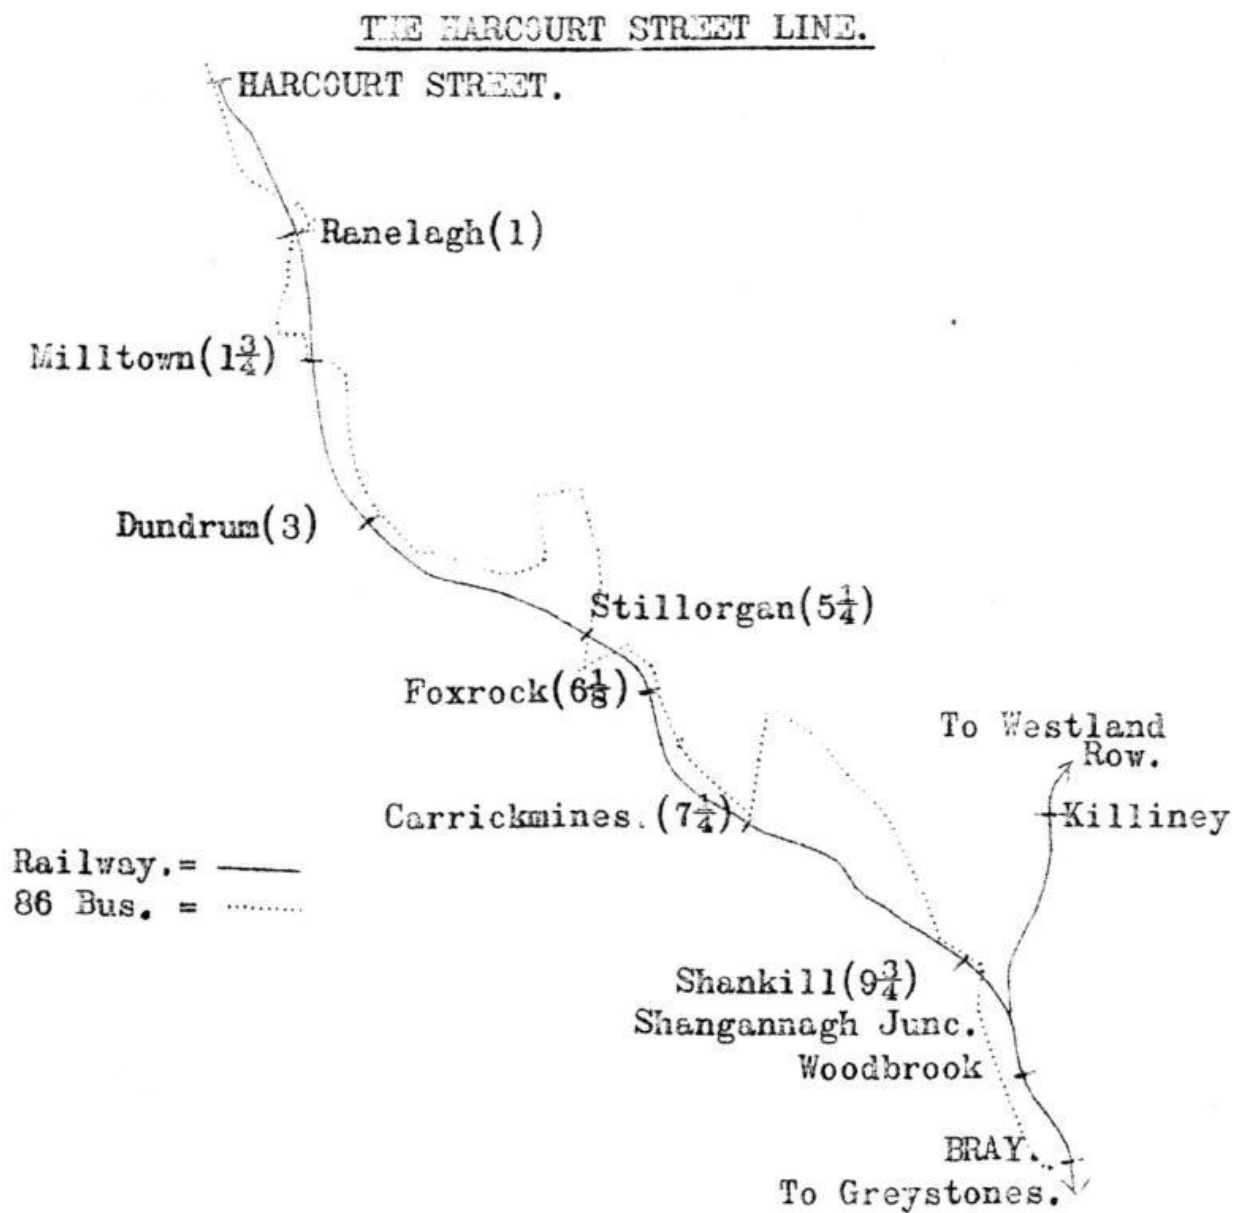 THE HARCOURT STREET LINE.
HARCOURT STREET.
Ranelagh(1)
Milltown(1¾)
Dundrum(3)
Stillorgan(5¼)
Foxrock(6⅛)
To Westland
Row.
Carrickmines.(7¼)
Killiney
Railway.=
86 Bus. =
Shankill(9¾)
Shangannagh Junc.
Woodbrook
BRAY.
To Greystones.